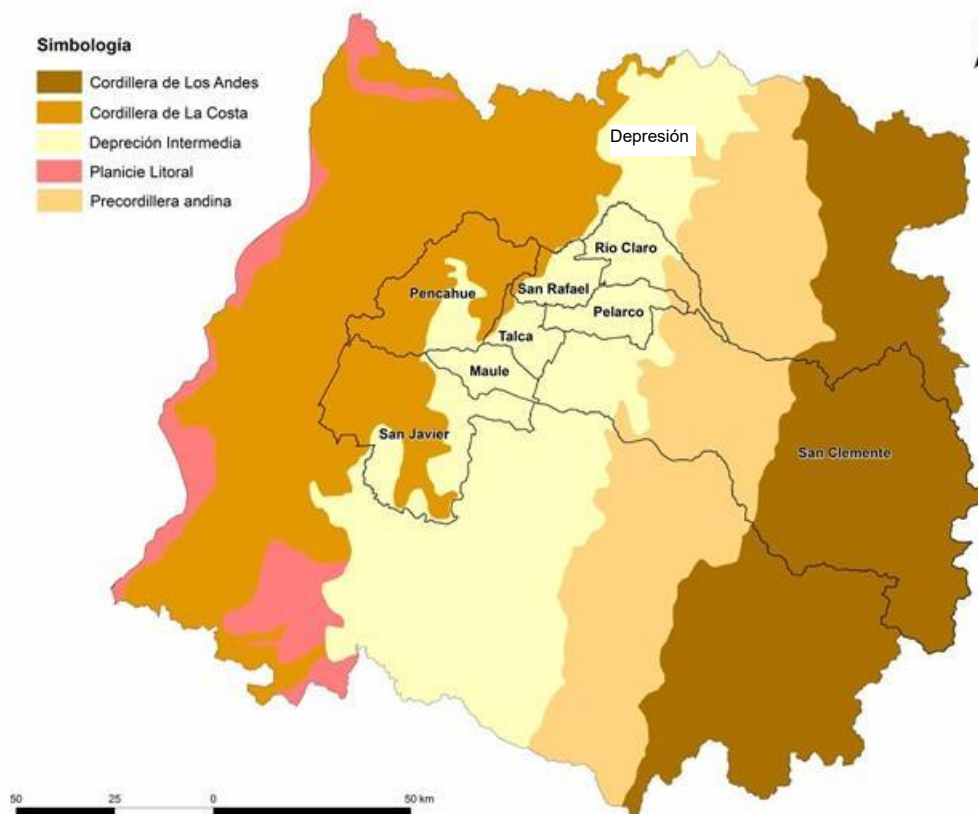 Simbología
Cordillera de Los Andes
Cordillera de La Costa
Depreción Intermedia
Planicie Litoral
Precordillera andina
Depresión
Río Claro
Pencahue
San Rafael
Pelarco
Talca
Maule
San Javier
San Clemente
50 25 0 50 km